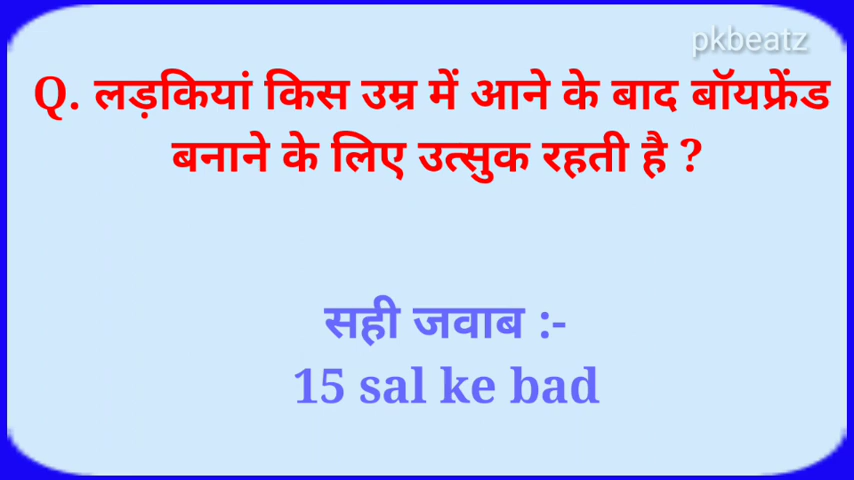 pkbeatz
Q. लड़कियां किस उम्र में आने के बाद बॉयफ्रेंड
बनाने के लिए उत्सुक रहती है ?
सही जवाब :-
15 sal ke bad